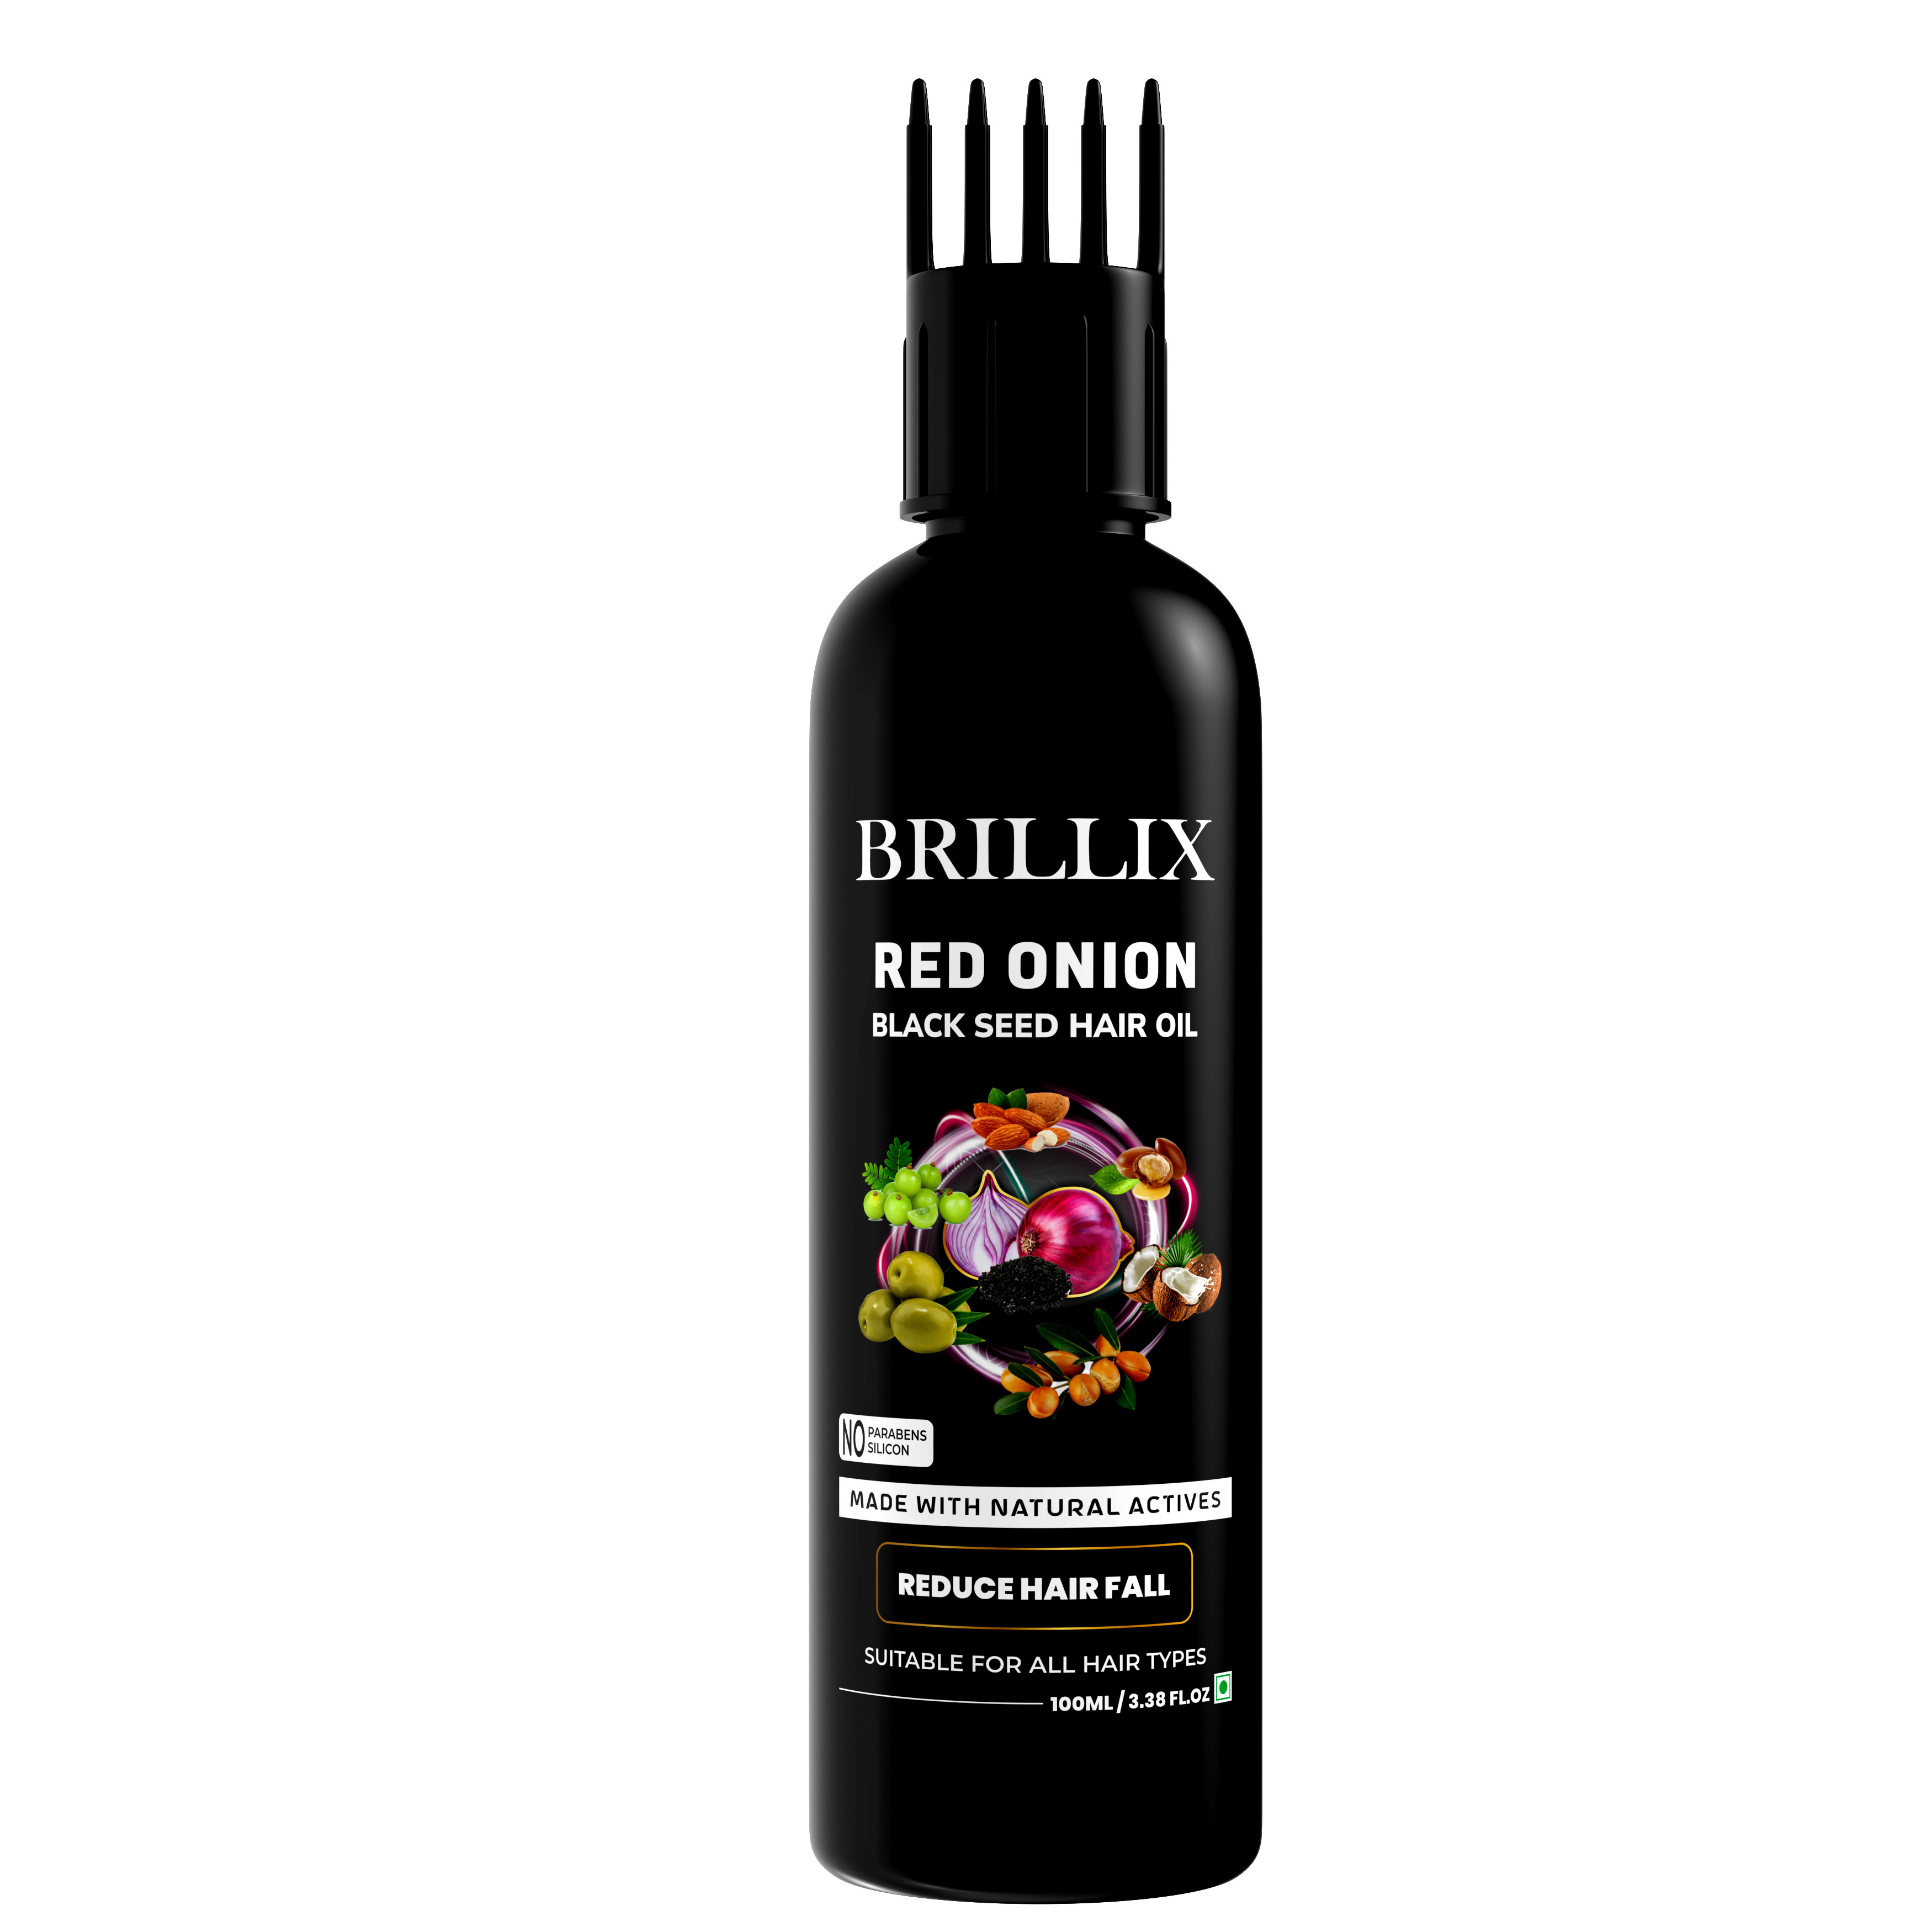 BRILLIX
RED ONION
BLACK SEED HAIR OIL
NO PARABENS
SILICON
MADE WITH NATURAL ACTIVES
REDUCE HAIR FALL
SUITABLE FOR ALL HAIR TYPES
100ML / 3.38 FL.OZ